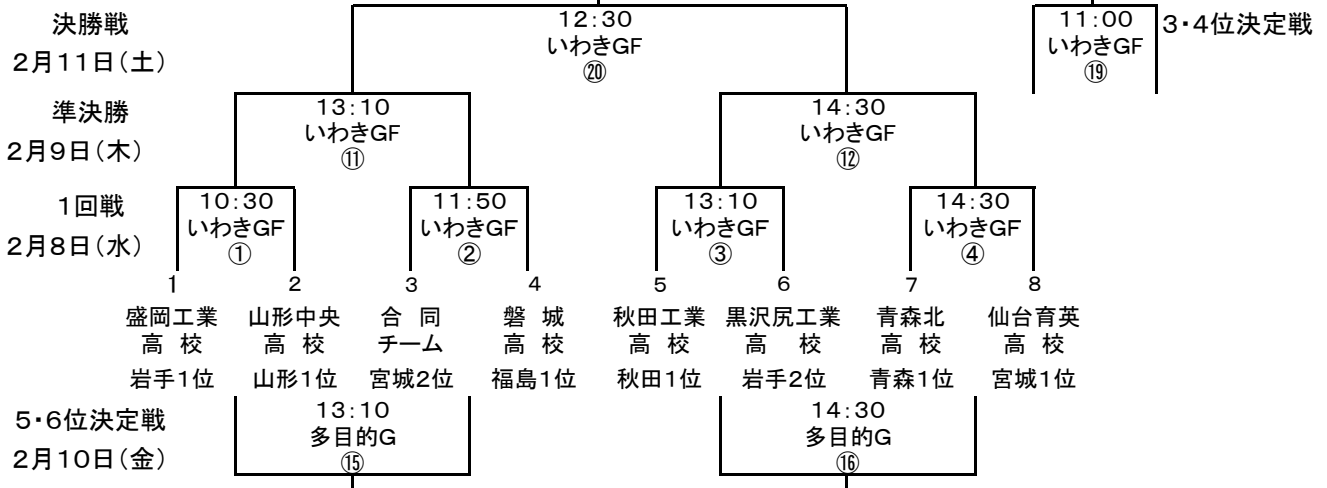 決勝戦
2月11日(土)
12:30
いわきGF
⑳
11:00
いわきGF
⑲
3・4位決定戦
準決勝
2月9日(木)
13:10
いわきGF
⑪
14:30
いわきGF
⑫
1回戦
2月8日(水)
10:30
いわきGF
①
11:50
いわきGF
②
13:10
いわきGF
③
14:30
いわきGF
④
1 2 3 4 5 6 7 8
盛岡工業 山形中央 合同 磐城 秋田工業 黒沢尻工業 青森北 仙台育英
高校 高校 チーム 高校 高校 高校 高校 高校
岩手1位 山形1位 宮城2位 福島1位 秋田1位 岩手2位 青森1位 宮城1位
5・6位決定戦
2月10日(金)
13:10
多目的G
⑮
14:30
多目的G
⑯